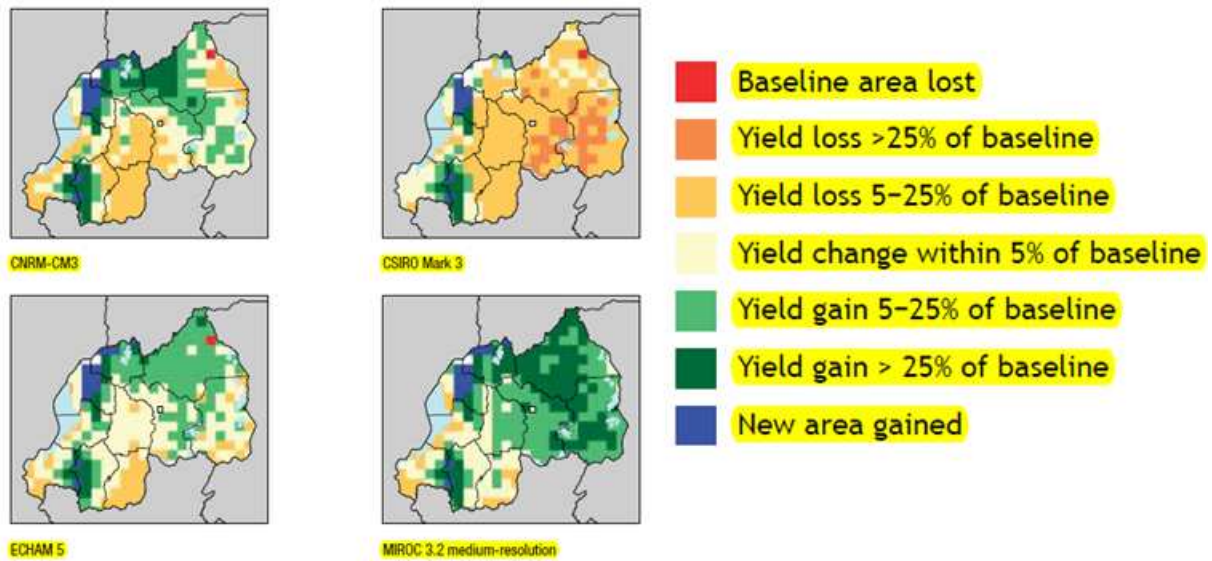 CNRM-CM3
CSIRO Mark 3
ECHAM 5
MIROC 3.2 medium-resolution
Baseline area lost
Yield loss >25% of baseline
Yield loss 5–25% of baseline
Yield change within 5% of baseline
Yield gain 5–25% of baseline
Yield gain > 25% of baseline
New area gained